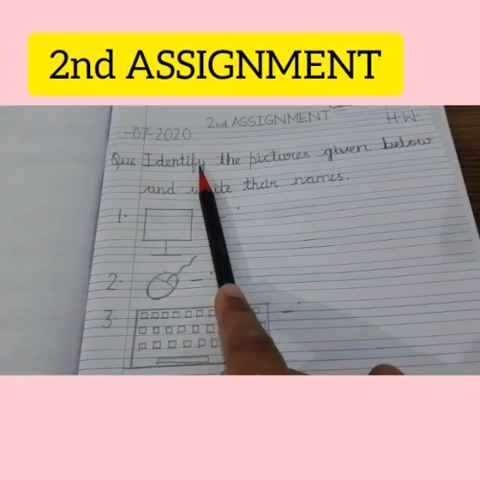 2nd ASSIGNMENT
2nd ASSIGNMENT
H.W
-07-2020
Que Identify the pictures given below
and write their names.
1.
2.
3.